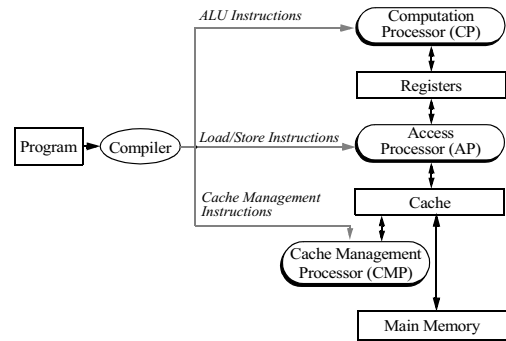 ALU Instructions
Computation
Processor (CP)
Registers
Program
Compiler
Load/Store Instructions
Access
Processor (AP)
Cache
Cache Management
Instructions
Cache Management
Processor (CMP)
Main Memory